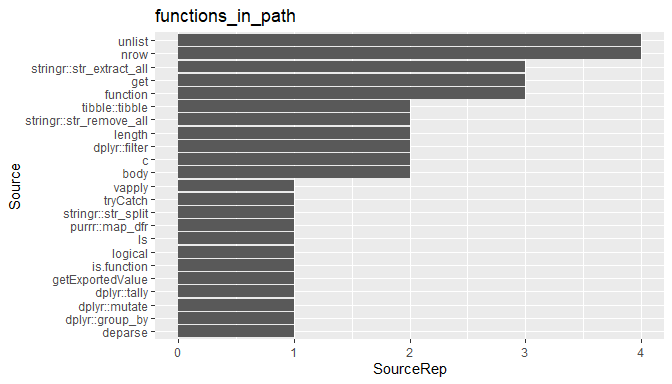 functions_in_path
unlist
nrow
stringr::str_extract_all
get
function
tibble::tibble
stringr::str_remove_all
length
dplyr::filter
c
body
vapply
tryCatch
stringr::str_split
purrr::map_dfr
ls
logical
is.function
getExportedValue
dplyr::tally
dplyr::mutate
dplyr::group_by
deparse
Source
0 1 2 3 4
SourceRep